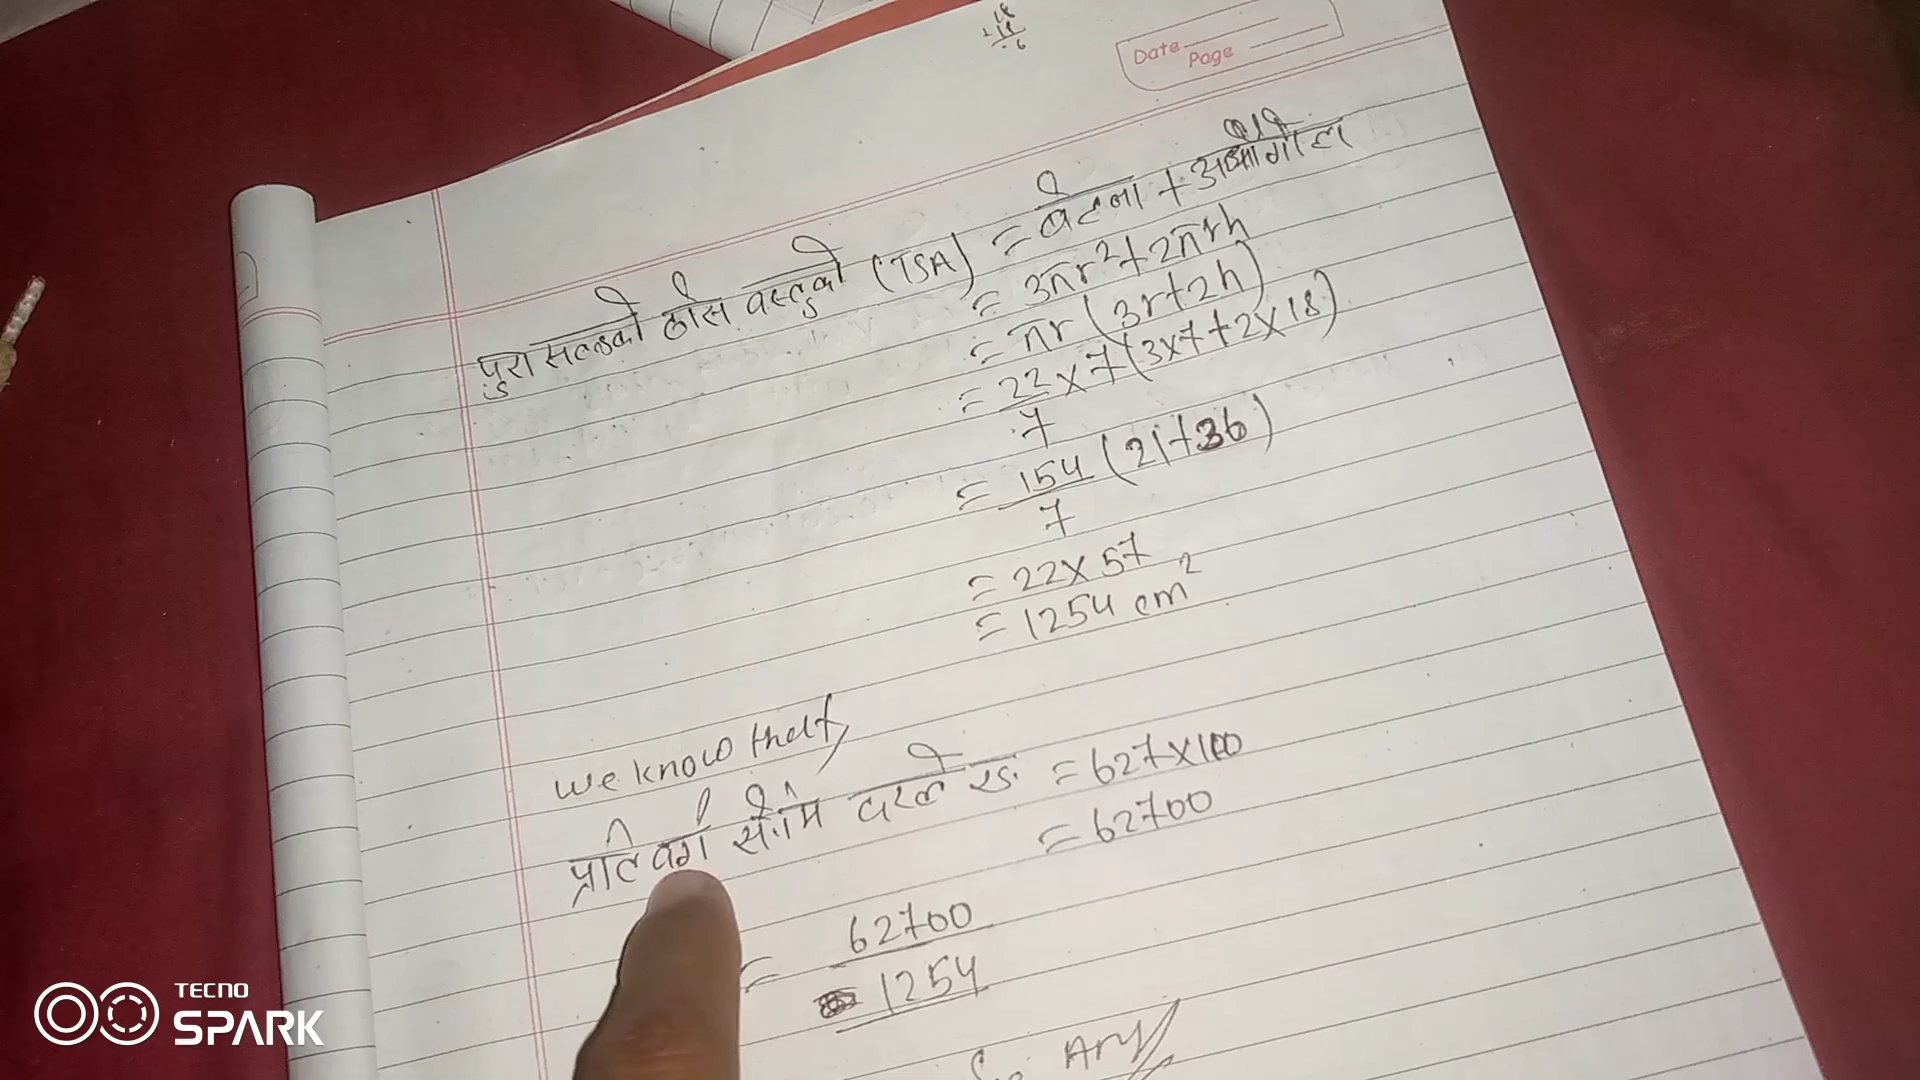 Date
Page
पुरा सतहको ठोस वस्तुको (TSA) = बेलना + अर्धगोला
= 3πr² + 2πrh
= πr (3r+2h)
= 22/7 × 7 (3×7+2×18)
= 154/7 (21+36)
= 22×57
= 1254 cm²
we know that,
प्रति वर्ग से.मि दरले रङ = 627×100
= 62700
= 62700/1254
Ans
TECNO
SPARK